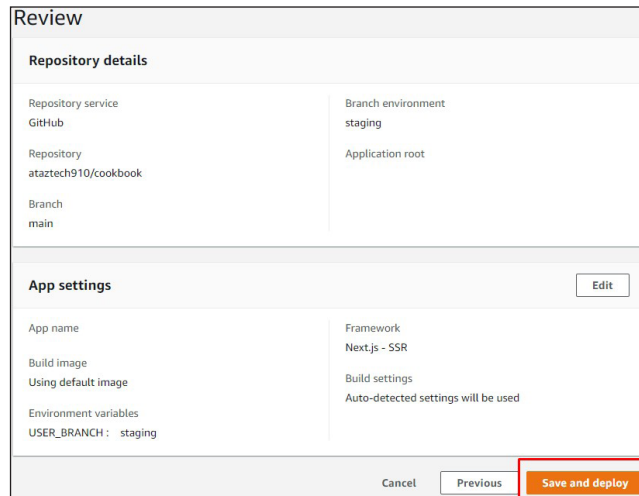 Review
Repository details
Repository service
GitHub
Repository
ataztech910/cookbook
Branch
main
Branch environment
staging
Application root
App settings
Edit
App name
Build image
Using default image
Environment variables
USER_BRANCH : staging
Framework
Next.js - SSR
Build settings
Auto-detected settings will be used
Cancel
Previous
Save and deploy